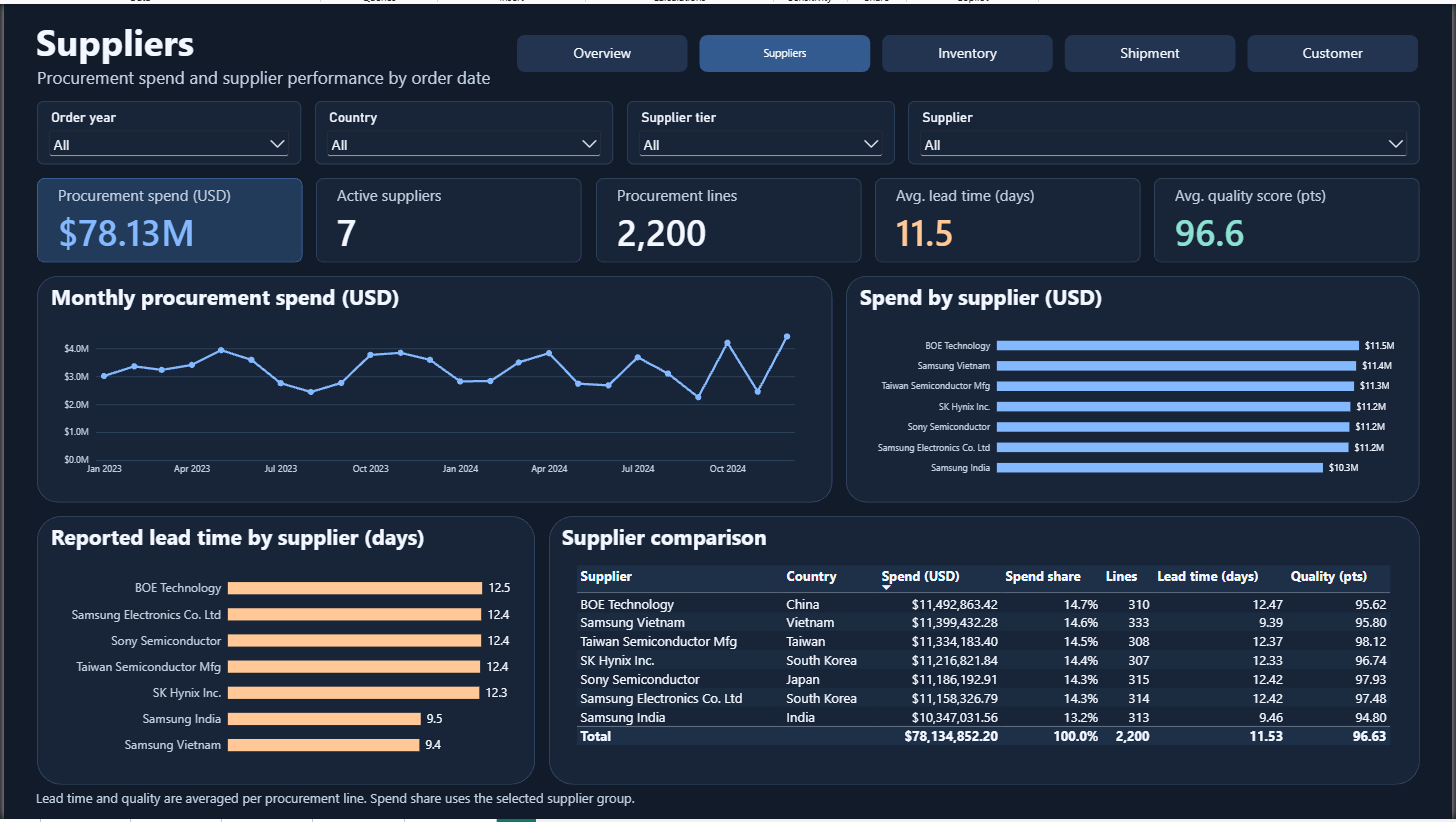 Suppliers
Procurement spend and supplier performance by order date
Overview
Suppliers
Inventory
Shipment
Customer
Order year
All
Country
All
Supplier tier
All
Supplier
All
Procurement spend (USD)
$78.13M
Active suppliers
7
Procurement lines
2,200
Avg. lead time (days)
11.5
Avg. quality score (pts)
96.6
Monthly procurement spend (USD)
$4.0M
$3.0M
$2.0M
$1.0M
$0.0M
Jan 2023 Apr 2023 Jul 2023 Oct 2023 Jan 2024 Apr 2024 Jul 2024 Oct 2024
Spend by supplier (USD)
BOE Technology $11.5M
Samsung Vietnam $11.4M
Taiwan Semiconductor Mfg $11.3M
SK Hynix Inc. $11.2M
Sony Semiconductor $11.2M
Samsung Electronics Co. Ltd $11.2M
Samsung India $10.3M
Reported lead time by supplier (days)
BOE Technology 12.5
Samsung Electronics Co. Ltd 12.4
Sony Semiconductor 12.4
Taiwan Semiconductor Mfg 12.4
SK Hynix Inc. 12.3
Samsung India 9.5
Samsung Vietnam 9.4
Supplier comparison
Supplier Country Spend (USD) Spend share Lines Lead time (days) Quality (pts)
BOE Technology China $11,492,863.42 14.7% 310 12.47 95.62
Samsung Vietnam Vietnam $11,399,432.28 14.6% 333 9.39 95.80
Taiwan Semiconductor Mfg Taiwan $11,334,183.40 14.5% 308 12.37 98.12
SK Hynix Inc. South Korea $11,216,821.84 14.4% 307 12.33 96.74
Sony Semiconductor Japan $11,186,192.91 14.3% 315 12.42 97.93
Samsung Electronics Co. Ltd South Korea $11,158,326.79 14.3% 314 12.42 97.48
Samsung India India $10,347,031.56 13.2% 313 9.46 94.80
Total $78,134,852.20 100.0% 2,200 11.53 96.63
Lead time and quality are averaged per procurement line. Spend share uses the selected supplier group.